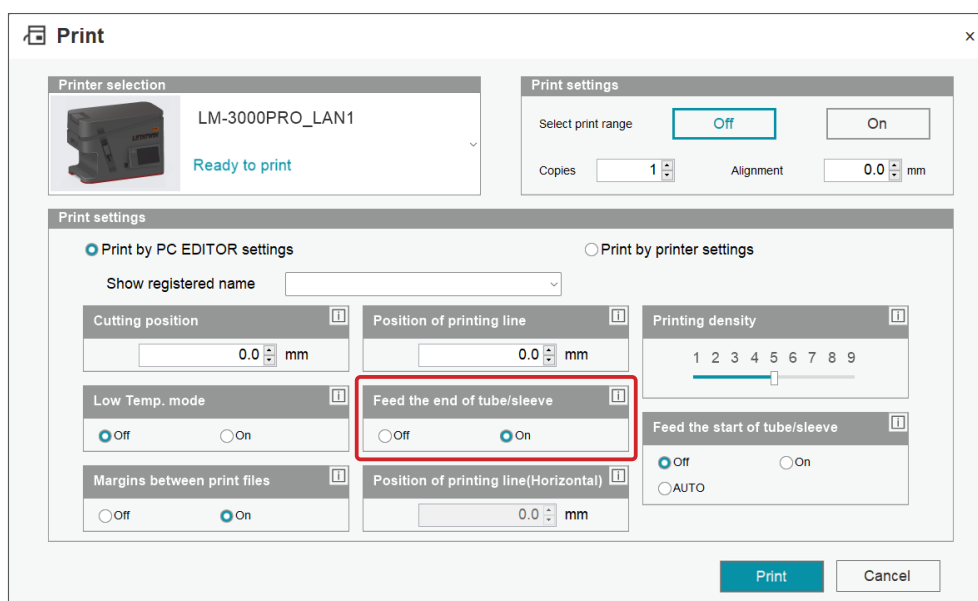 Print
×
Printer selection
LM-3000PRO_LAN1
Ready to print
Print settings
Select print range Off On
Copies 1 Alignment 0.0 mm
Print settings
Print by PC EDITOR settings Print by printer settings
Show registered name
Cutting position
0.0 mm
Position of printing line
0.0 mm
Printing density
1 2 3 4 5 6 7 8 9
Low Temp. mode
Off On
Feed the end of tube/sleeve
Off On
Feed the start of tube/sleeve
Off On
AUTO
Margins between print files
Off On
Position of printing line(Horizontal)
0.0 mm
Print Cancel